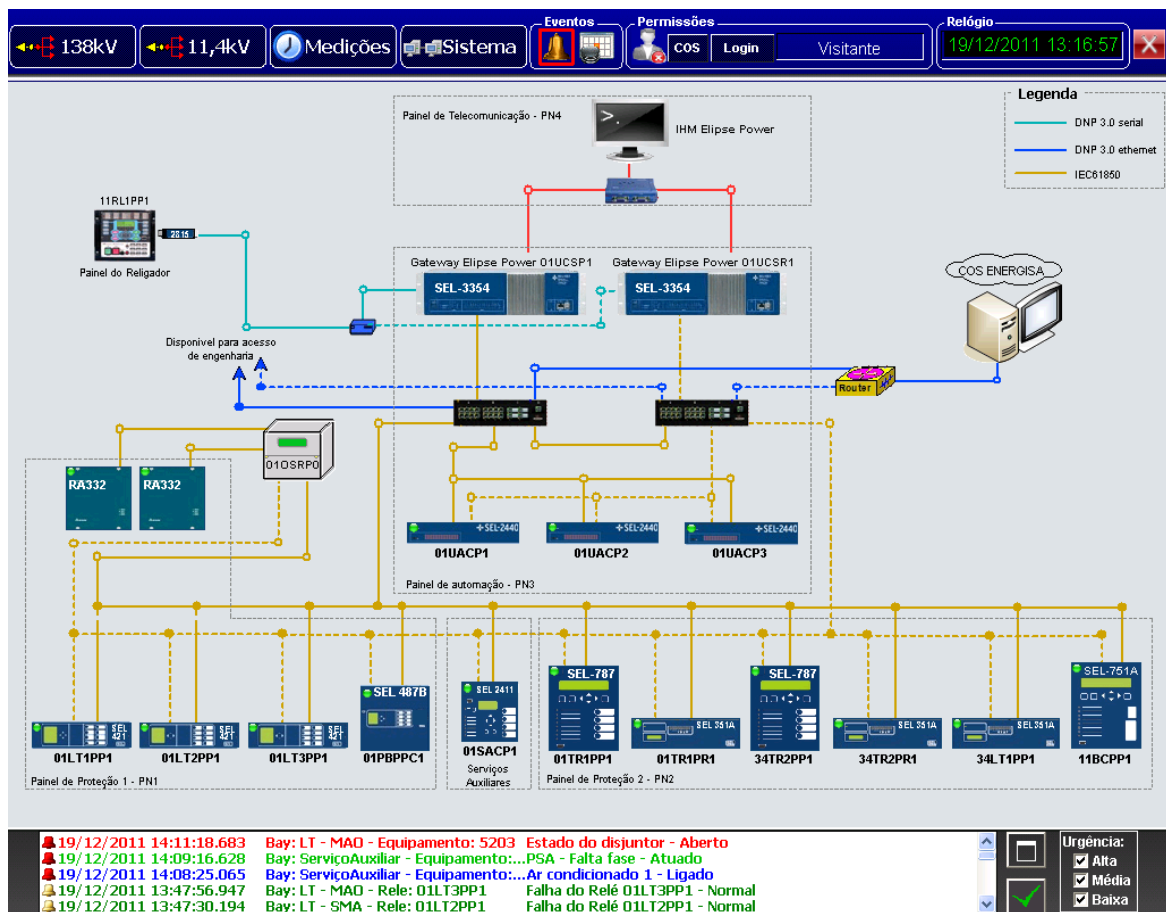 Eventos
Permissões
Relógio
138kV
11,4kV
Medições
Sistema
COS
Login
Visitante
19/12/2011 13:16:57
Legenda
DNP 3.0 serial
DNP 3.0 ethernet
IEC61850
Painel de Telecomunicação - PN4
IHM Elipse Power
11RL1PP1
2815
Painel do Religador
Gateway Elipse Power 01UCSP1
Gateway Elipse Power 01UCSR1
SEL-3354
SEL-3354
COS ENERGISA
Disponivel para acesso
de engenharia
Router
01OSRP0
RA332
RA332
SEL-2440
SEL-2440
SEL-2440
01UACP1
01UACP2
01UACP3
Painel de automação - PN3
SEL 421
SEL 421
SEL 421
SEL 487B
SEL 2411
SEL-787
SEL 351A
SEL-787
SEL 351A
SEL 351A
SEL-751A
01LT1PP1
01LT2PP1
01LT3PP1
01PBPPC1
01SACP1
01TR1PP1
01TR1PR1
34TR2PP1
34TR2PR1
34LT1PP1
11BCPP1
Serviços
Auxiliares
Painel de Proteção 1 - PN1
Painel de Proteção 2 - PN2
19/12/2011 14:11:18.683 Bay: LT - MAO - Equipamento: 5203 Estado do disjuntor - Aberto
19/12/2011 14:09:16.628 Bay: ServiçoAuxiliar - Equipamento:...PSA - Falta fase - Atuado
19/12/2011 14:08:25.065 Bay: ServiçoAuxiliar - Equipamento:...Ar condicionado 1 - Ligado
19/12/2011 13:47:56.947 Bay: LT - MAO - Rele: 01LT3PP1 Falha do Relé 01LT3PP1 - Normal
19/12/2011 13:47:30.194 Bay: LT - SMA - Rele: 01LT2PP1 Falha do Relé 01LT2PP1 - Normal
Urgência:
Alta
Média
Baixa